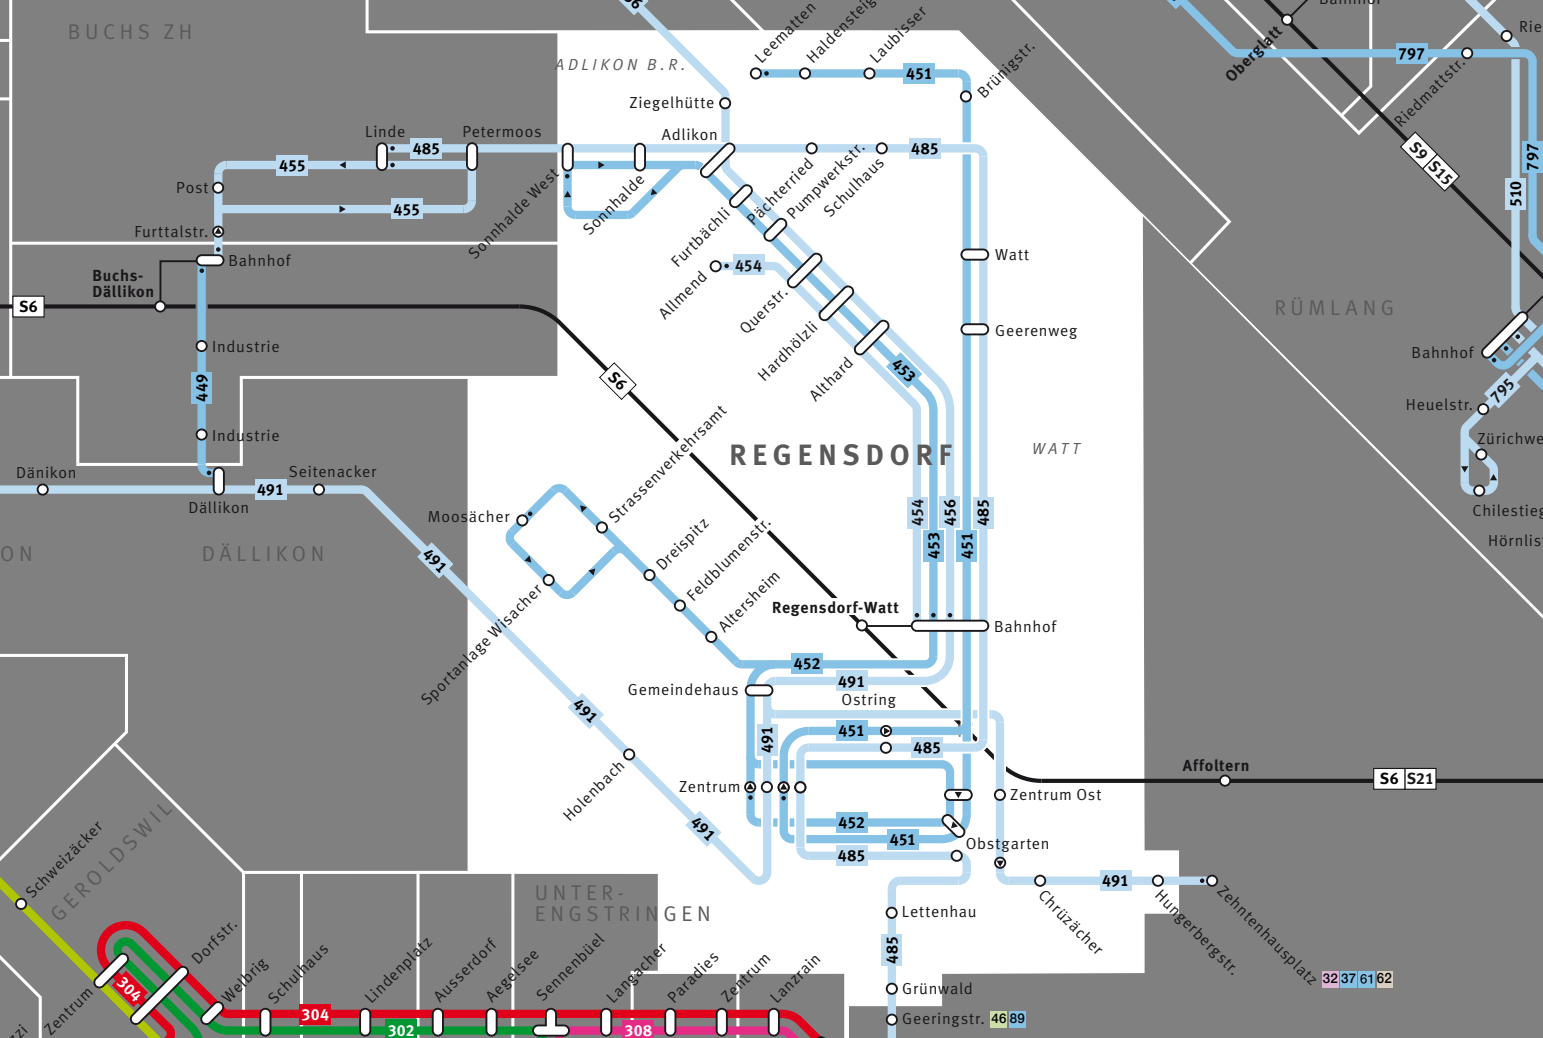 BUCHS ZH
56
Leematten
Haldensteig
Laubisser
451
Brünigstr.
ADLIKON B.R.
Ziegelhütte
Oberglatt
Riedmattstr.
797
S9 S15
797
510
Linde
485
Petermoos
Adlikon
455
Pächterried
Pumpwerkstr.
Schulhaus
485
Post
455
Sonnhalde West
Sonnhalde
Furttalstr.
Furtbächli
Bahnhof
Buchs-
Dällikon
Allmend
454
Querstr.
Watt
S6
Hardhölzli
Geerenweg
RÜMLANG
Industrie
Althard
453
Bahnhof
449
S6
795
Heuelstr.
Industrie
REGENSDORF
WATT
Dänikon
491
Seitenacker
Dällikon
Strassenverkehrsamt
Moosächer
454
456
485
453
451
DÄLLIKON
491
Dreispitz
Feldblumenstr.
Altersheim
Sportanlage Wisacher
Regensdorf-Watt
Bahnhof
452
491
Gemeindehaus
Ostring
491
491
451
485
Holenbach
Zentrum
Zentrum Ost
Affoltern
S6 S21
491
452
451
485
Obstgarten
Schweizäcker
GEROLDSWIL
UNTER-
ENGSTRINGEN
Lettenhau
491
Chrüzächer
Hungerbergstr.
Zehntenhausplatz
32 37 61 62
485
Grünwald
Geeringstr.
46 89
Zentrum
304
Dorfstr.
Welbrig
Schulhaus
Lindenplatz
Ausserdorf
Aegelsee
Sennenbüel
Langacher
Paradies
Zentrum
Lanzrain
304
302
308